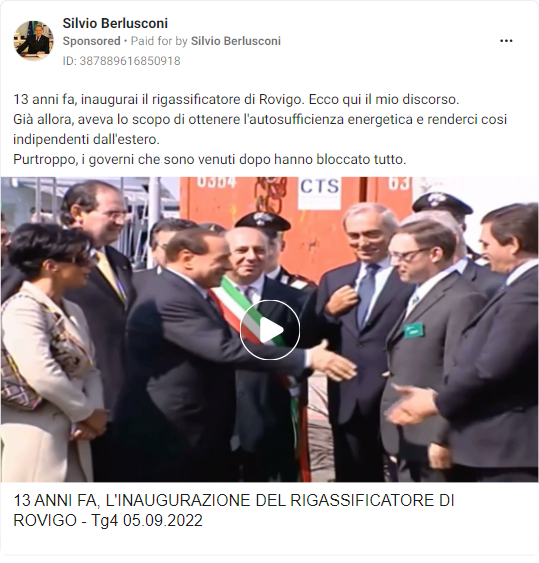 Silvio Berlusconi
Sponsored • Paid for by Silvio Berlusconi
ID: 387889616850918
13 anni fa, inaugurai il rigassificatore di Rovigo. Ecco qui il mio discorso.
Già allora, aveva lo scopo di ottenere l'autosufficienza energetica e renderci cosi
indipendenti dall'estero.
Purtroppo, i governi che sono venuti dopo hanno bloccato tutto.
CTS
13 ANNI FA, L'INAUGURAZIONE DEL RIGASSIFICATORE DI
ROVIGO - Tg4 05.09.2022